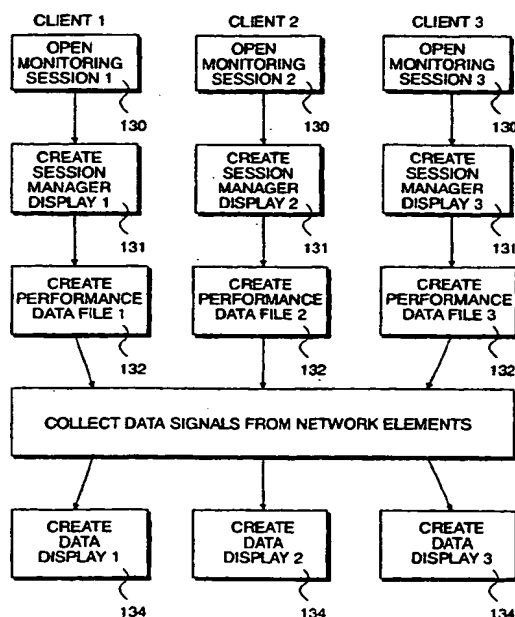 CLIENT 1
CLIENT 2
CLIENT 3
OPEN
MONITORING
SESSION 1
130
OPEN
MONITORING
SESSION 2
130
OPEN
MONITORING
SESSION 3
130
CREATE
SESSION
MANAGER
DISPLAY 1
131
CREATE
SESSION
MANAGER
DISPLAY 2
131
CREATE
SESSION
MANAGER
DISPLAY 3
131
CREATE
PERFORMANCE
DATA FILE 1
132
CREATE
PERFORMANCE
DATA FILE 2
132
CREATE
PERFORMANCE
DATA FILE 3
132
COLLECT DATA SIGNALS FROM NETWORK ELEMENTS
CREATE
DATA
DISPLAY 1
134
CREATE
DATA
DISPLAY 2
134
CREATE
DATA
DISPLAY 3
134